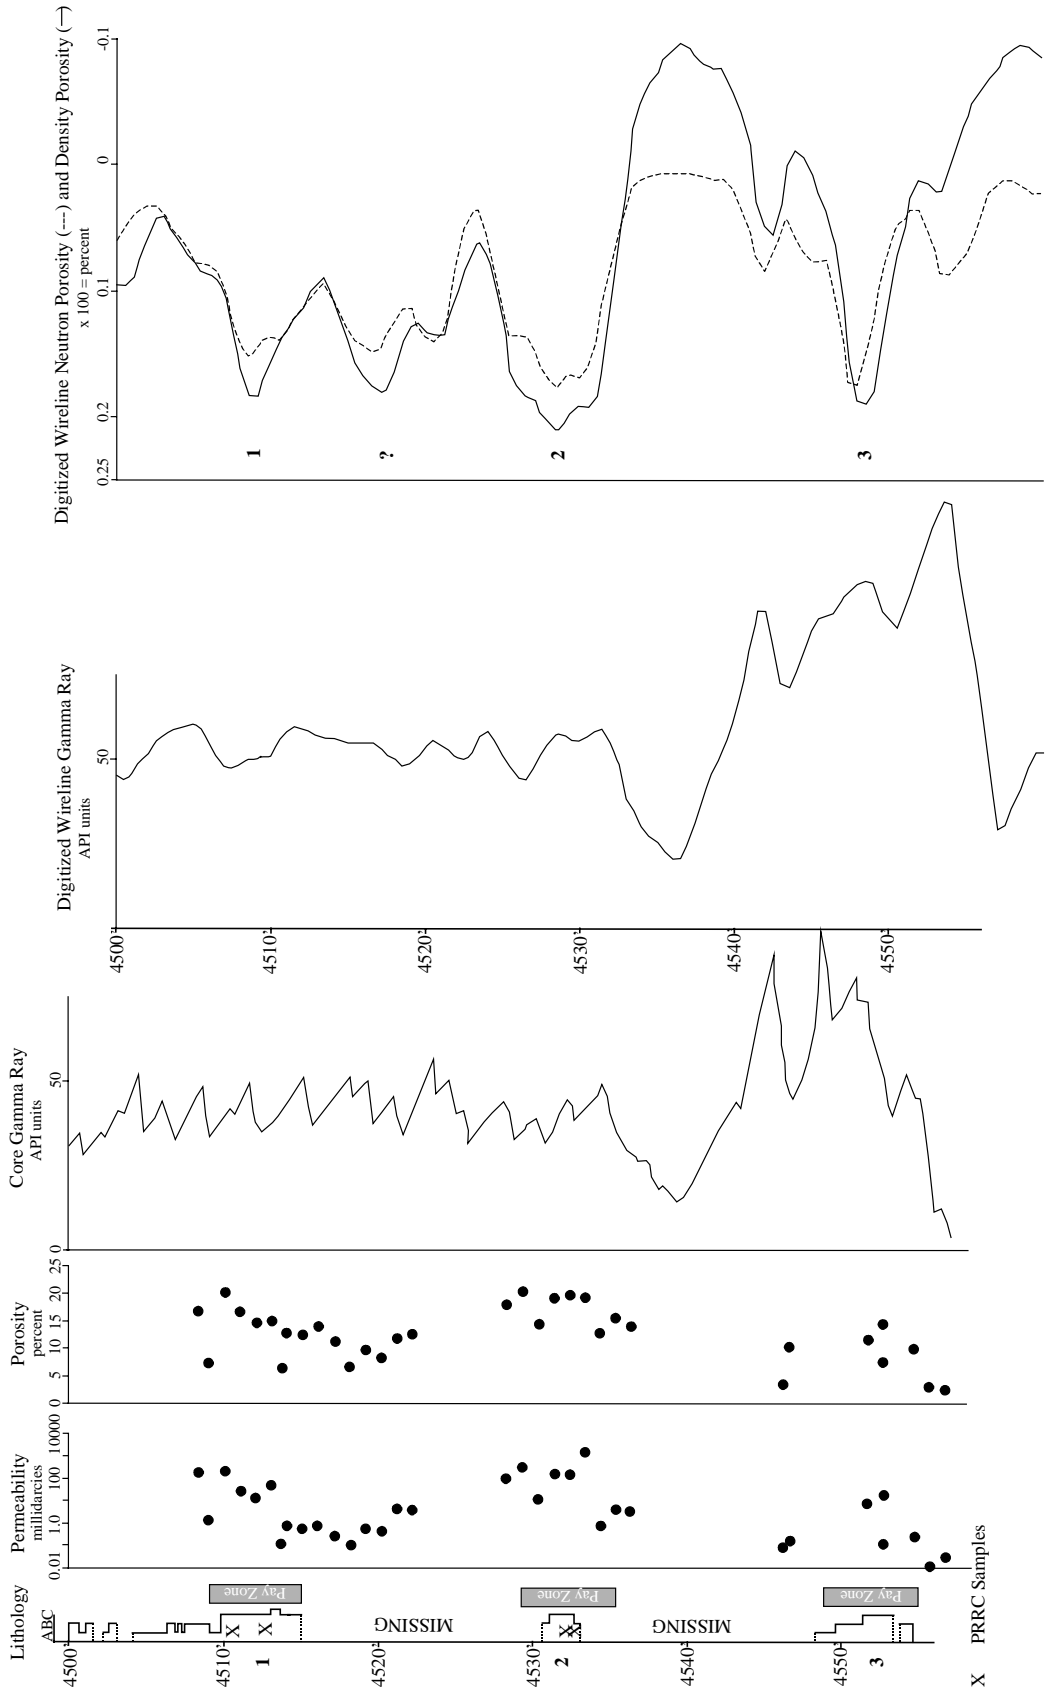 Digitized Wireline Neutron Porosity (---) and Density Porosity (—)
x 100 = percent
0.25 0.2 0.1 0 -0.1
1 ? 2 3
Digitized Wireline Gamma Ray
API units
50
4500' 4510' 4520' 4530' 4540' 4550'
Core Gamma Ray
API units
0 50
Porosity
percent
0 5 10 15 20 25
Permeability
millidarcies
0.01 1.0 100 10000
Lithology
ABC
Pay Zone Pay Zone Pay Zone
X X MISSING X X MISSING
4500' 4510' 4520' 4530' 4540' 4550'
1 2 3
X PRRC Samples